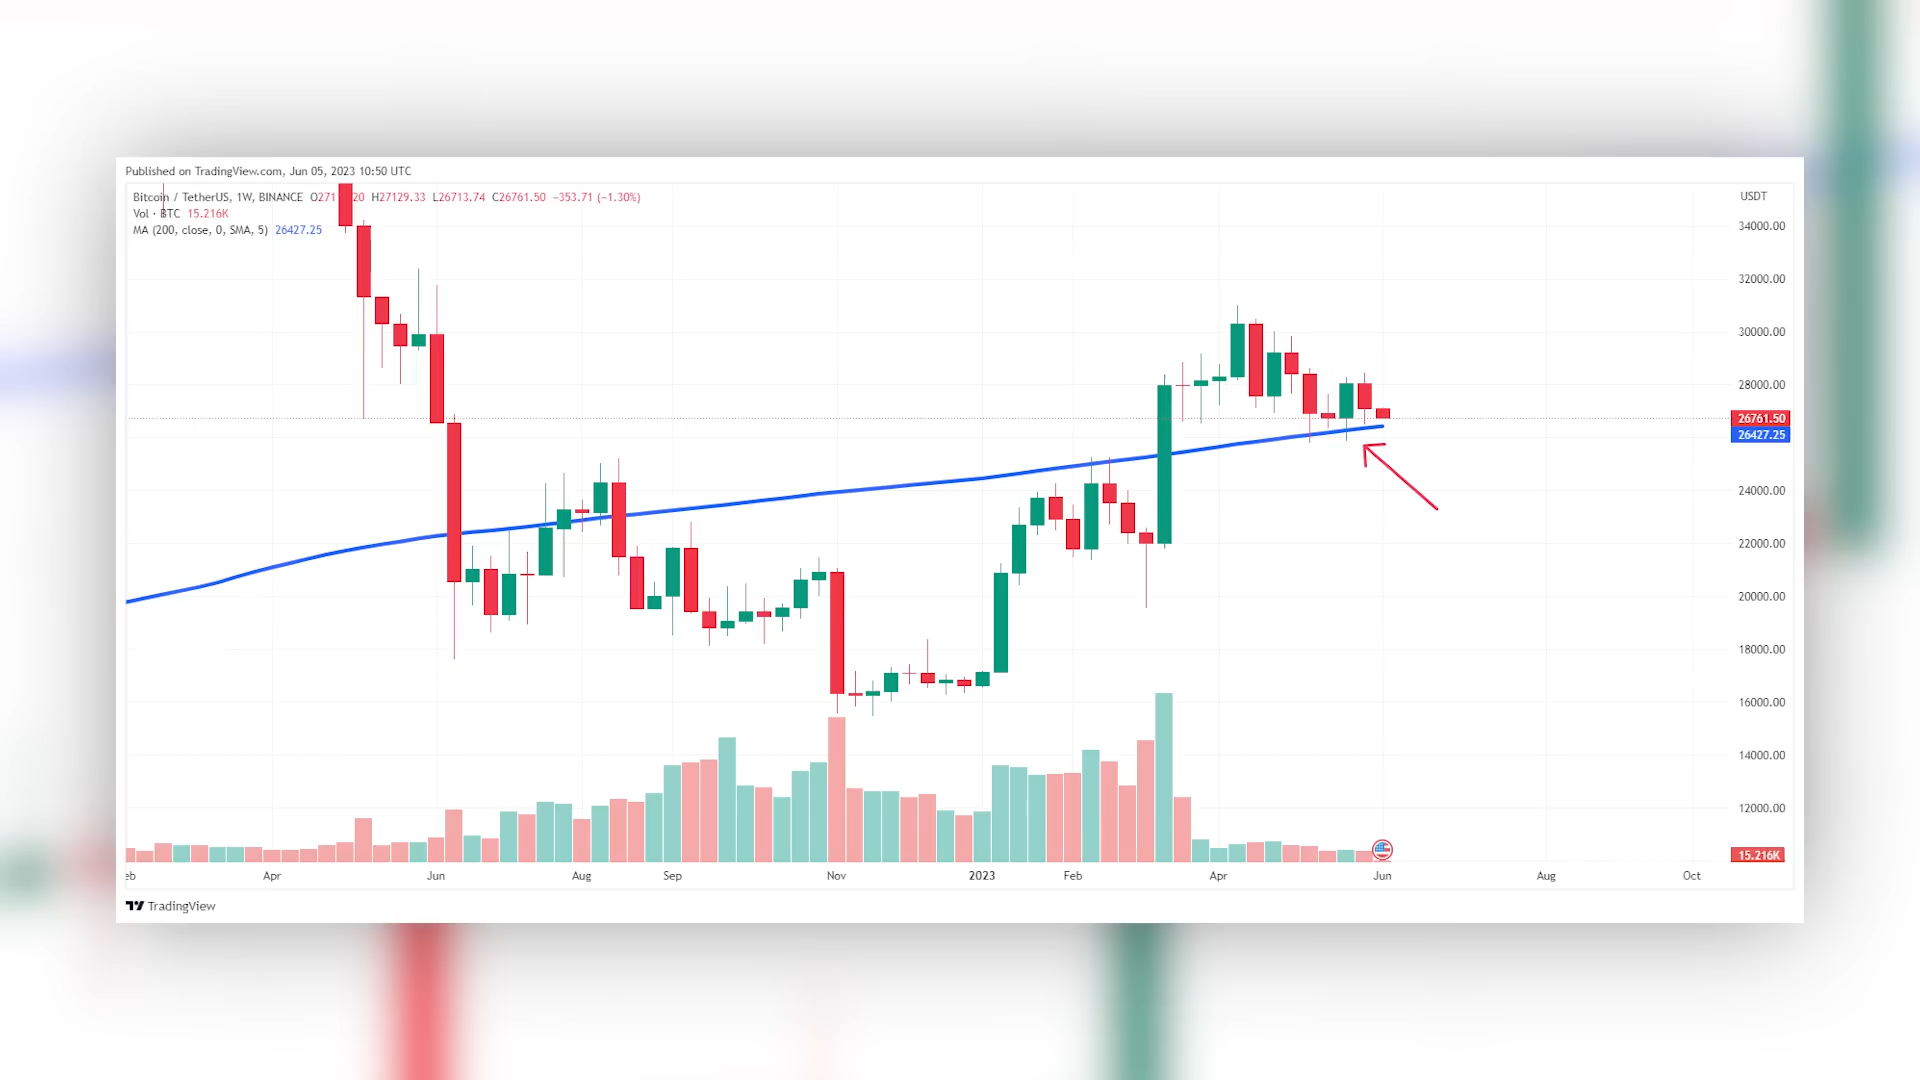 Published on TradingView.com, Jun 05, 2023 10:50 UTC
Bitcoin / TetherUS, 1W, BINANCE O271 20 H27129.33 L26713.74 C26761.50 −353.71 (−1.30%)
Vol · BTC 15.216K
MA (200, close, 0, SMA, 5) 26427.25
USDT
34000.00
32000.00
30000.00
28000.00
26761.50
26427.25
24000.00
22000.00
20000.00
18000.00
16000.00
14000.00
12000.00
15.216K
eb Apr Jun Aug Sep Nov 2023 Feb Apr Jun Aug Oct
TradingView